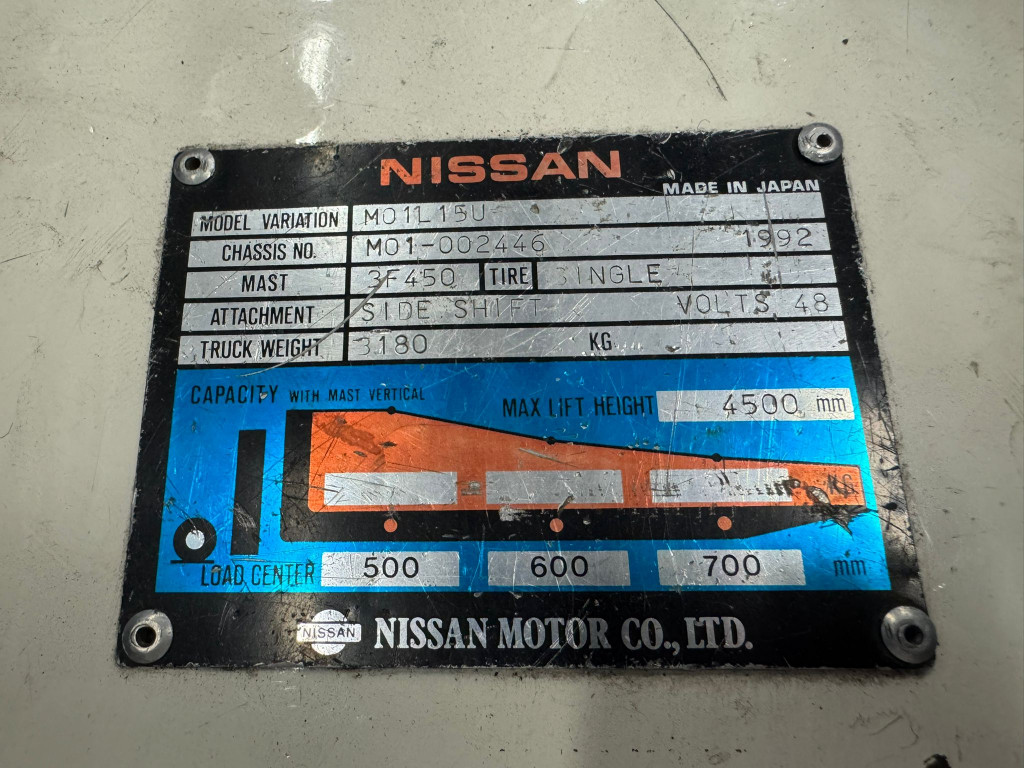 NISSAN
MADE IN JAPAN
MODEL VARIATION M01L15U
CHASSIS NO. M01-002446 1992
MAST 3F450 TIRE SINGLE
ATTACHMENT SIDE SHIFT VOLTS 48
TRUCK WEIGHT 3180 KG
CAPACITY WITH MAST VERTICAL
MAX LIFT HEIGHT 4500 mm
KG
LOAD CENTER 500 600 700 mm
NISSAN NISSAN MOTOR CO., LTD.